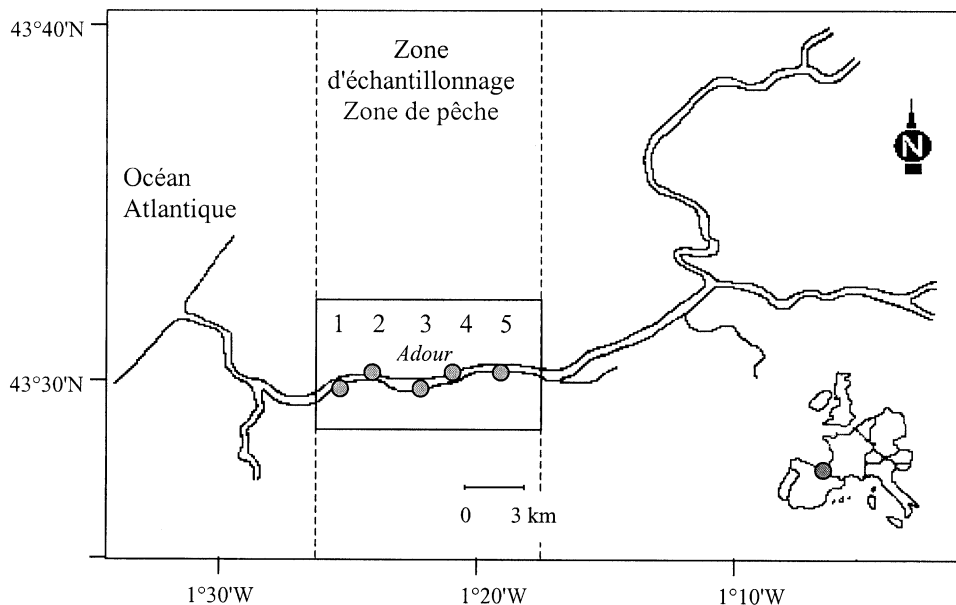 43°40'N
Zone
d'échantillonnage
Zone de pêche
N
Océan
Atlantique
1 2 3 4 5
Adour
43°30'N
0 3 km
1°30'W 1°20'W 1°10'W